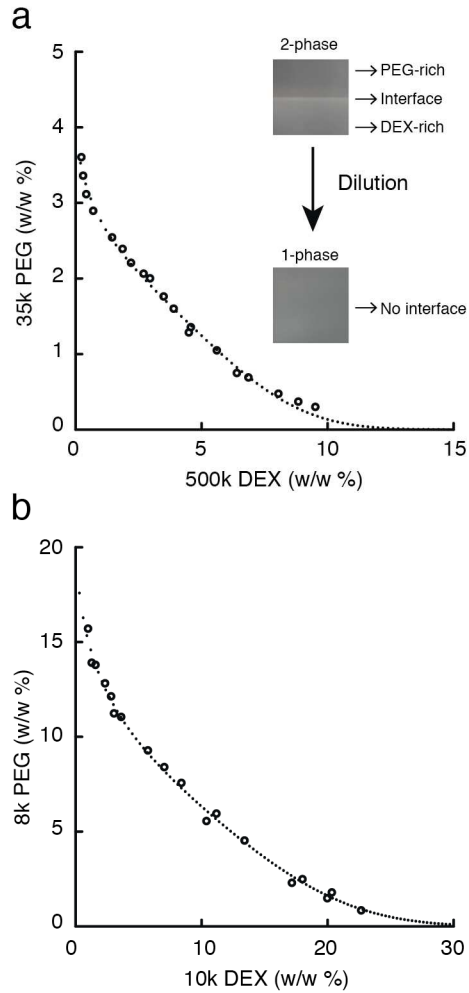 a
5
4
3
2
1
0
0 5 10 15
35k PEG (w/w %)
500k DEX (w/w %)
2-phase
PEG-rich
Interface
DEX-rich
Dilution
1-phase
No interface
b
20
15
10
5
0
0 10 20 30
8k PEG (w/w %)
10k DEX (w/w %)